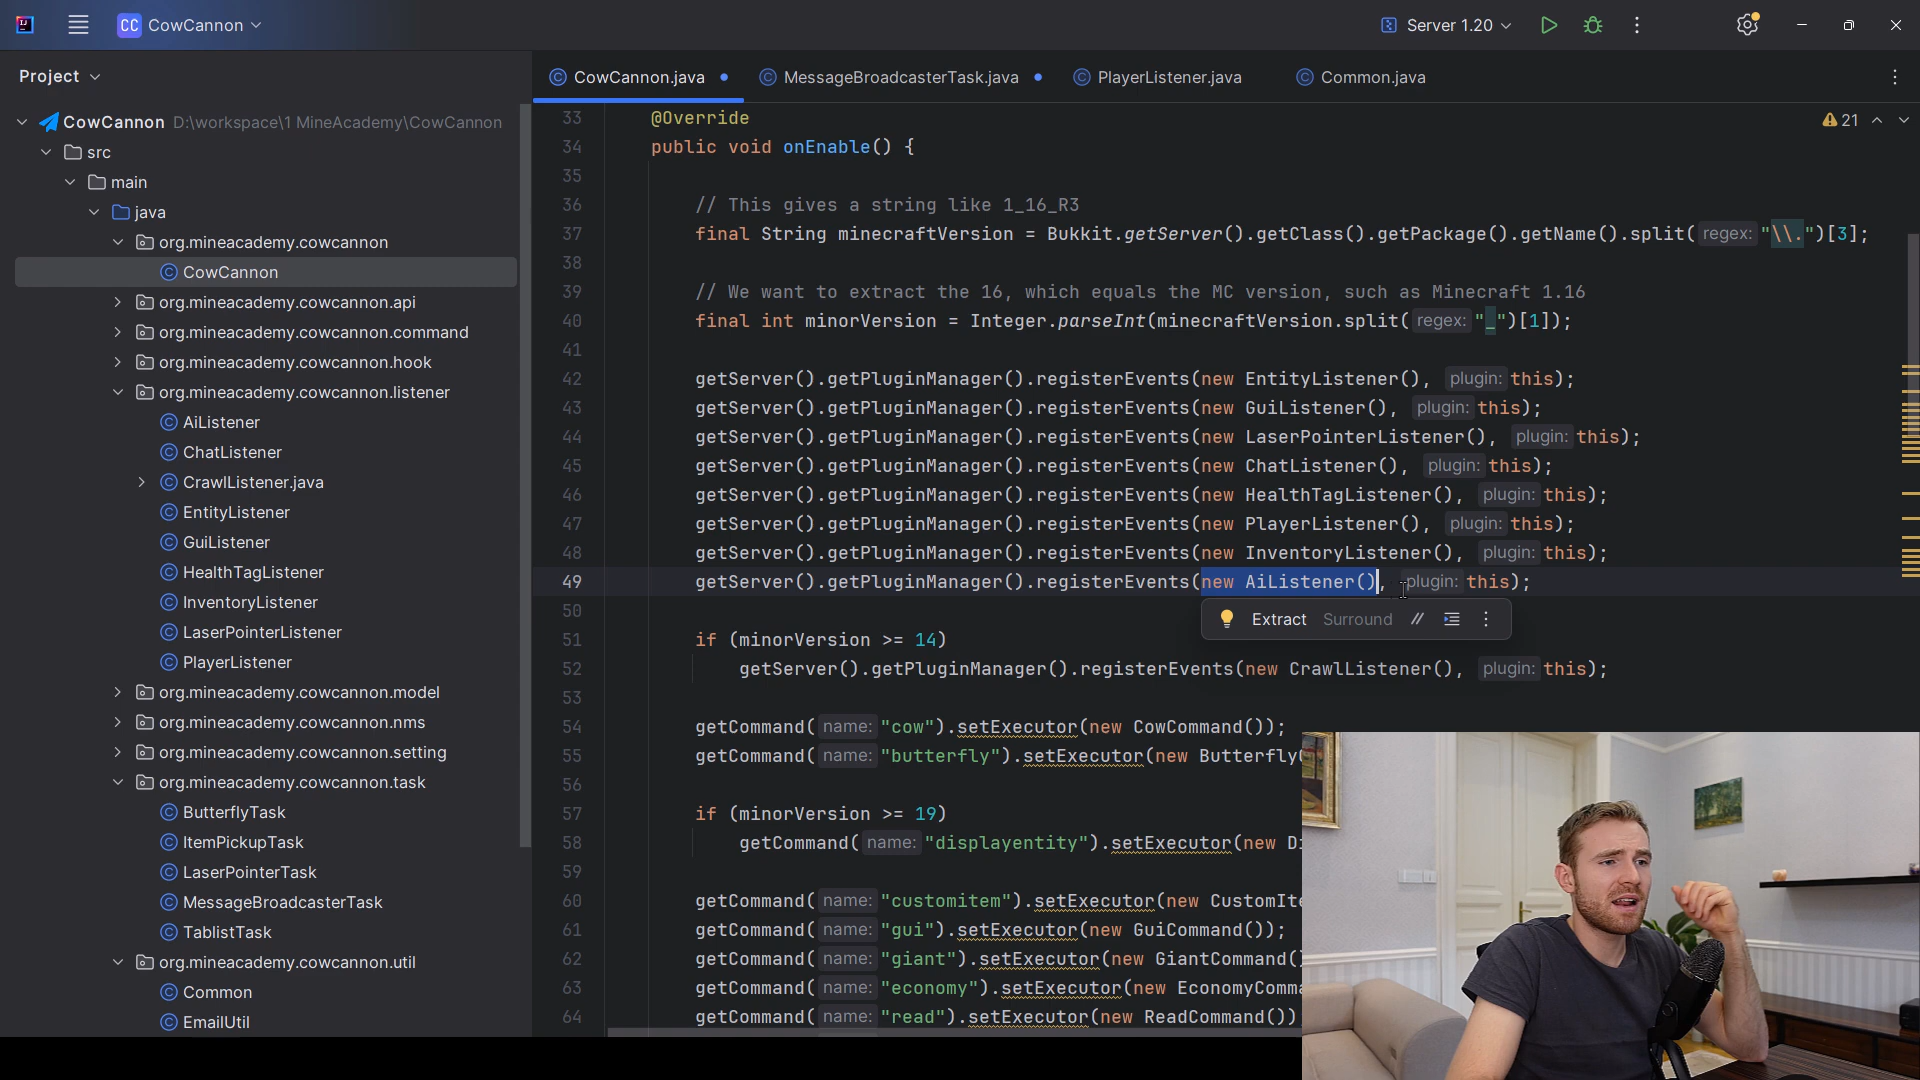 CC CowCannon
Server 1.20
Project
CowCannon.java
MessageBroadcasterTask.java
PlayerListener.java
Common.java
CowCannon D:\workspace\1 MineAcademy\CowCannon
src
main
java
org.mineacademy.cowcannon
CowCannon
org.mineacademy.cowcannon.api
org.mineacademy.cowcannon.command
org.mineacademy.cowcannon.hook
org.mineacademy.cowcannon.listener
AiListener
ChatListener
CrawlListener.java
EntityListener
GuiListener
HealthTagListener
InventoryListener
LaserPointerListener
PlayerListener
org.mineacademy.cowcannon.model
org.mineacademy.cowcannon.nms
org.mineacademy.cowcannon.setting
org.mineacademy.cowcannon.task
ButterflyTask
ItemPickupTask
LaserPointerTask
MessageBroadcasterTask
TablistTask
org.mineacademy.cowcannon.util
Common
EmailUtil
21
33 @Override
34 public void onEnable() {
35
36 // This gives a string like 1_16_R3
37 final String minecraftVersion = Bukkit.getServer().getClass().getPackage().getName().split( regex: "\\.")[3];
38
39 // We want to extract the 16, which equals the MC version, such as Minecraft 1.16
40 final int minorVersion = Integer.parseInt(minecraftVersion.split( regex: "_")[1]);
41
42 getServer().getPluginManager().registerEvents(new EntityListener(), plugin: this);
43 getServer().getPluginManager().registerEvents(new GuiListener(), plugin: this);
44 getServer().getPluginManager().registerEvents(new LaserPointerListener(), plugin: this);
45 getServer().getPluginManager().registerEvents(new ChatListener(), plugin: this);
46 getServer().getPluginManager().registerEvents(new HealthTagListener(), plugin: this);
47 getServer().getPluginManager().registerEvents(new PlayerListener(), plugin: this);
48 getServer().getPluginManager().registerEvents(new InventoryListener(), plugin: this);
49 getServer().getPluginManager().registerEvents(new AiListener(), plugin: this);
50
Extract Surround //
51 if (minorVersion >= 14)
52 getServer().getPluginManager().registerEvents(new CrawlListener(), plugin: this);
53
54 getCommand( name: "cow").setExecutor(new CowCommand());
55 getCommand( name: "butterfly").setExecutor(new Butterfly
56
57 if (minorVersion >= 19)
58 getCommand( name: "displayentity").setExecutor(new Di
59
60 getCommand( name: "customitem").setExecutor(new CustomIte
61 getCommand( name: "gui").setExecutor(new GuiCommand());
62 getCommand( name: "giant").setExecutor(new GiantCommand()
63 getCommand( name: "economy").setExecutor(new EconomyComma
64 getCommand( name: "read").setExecutor(new ReadCommand())